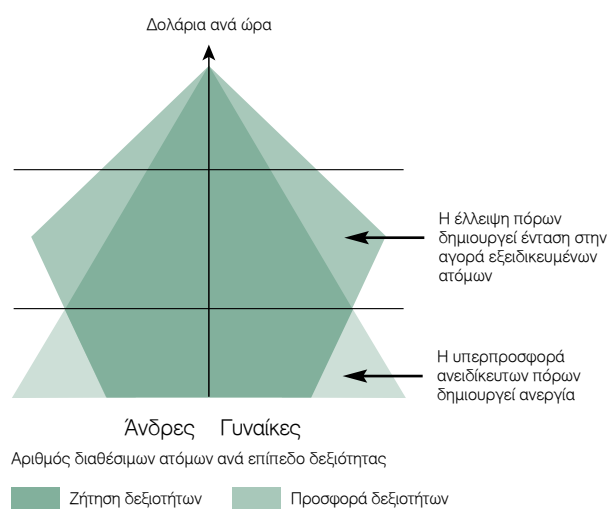 Δολάρια ανά ώρα
Η έλλειψη πόρων
δημιουργεί ένταση στην
αγορά εξειδικευμένων
ατόμων
Η υπερπροσφορά
ανειδίκευτων πόρων
δημιουργεί ανεργία
Άνδρες Γυναίκες
Αριθμός διαθέσιμων ατόμων ανά επίπεδο δεξιότητας
Ζήτηση δεξιοτήτων Προσφορά δεξιοτήτων